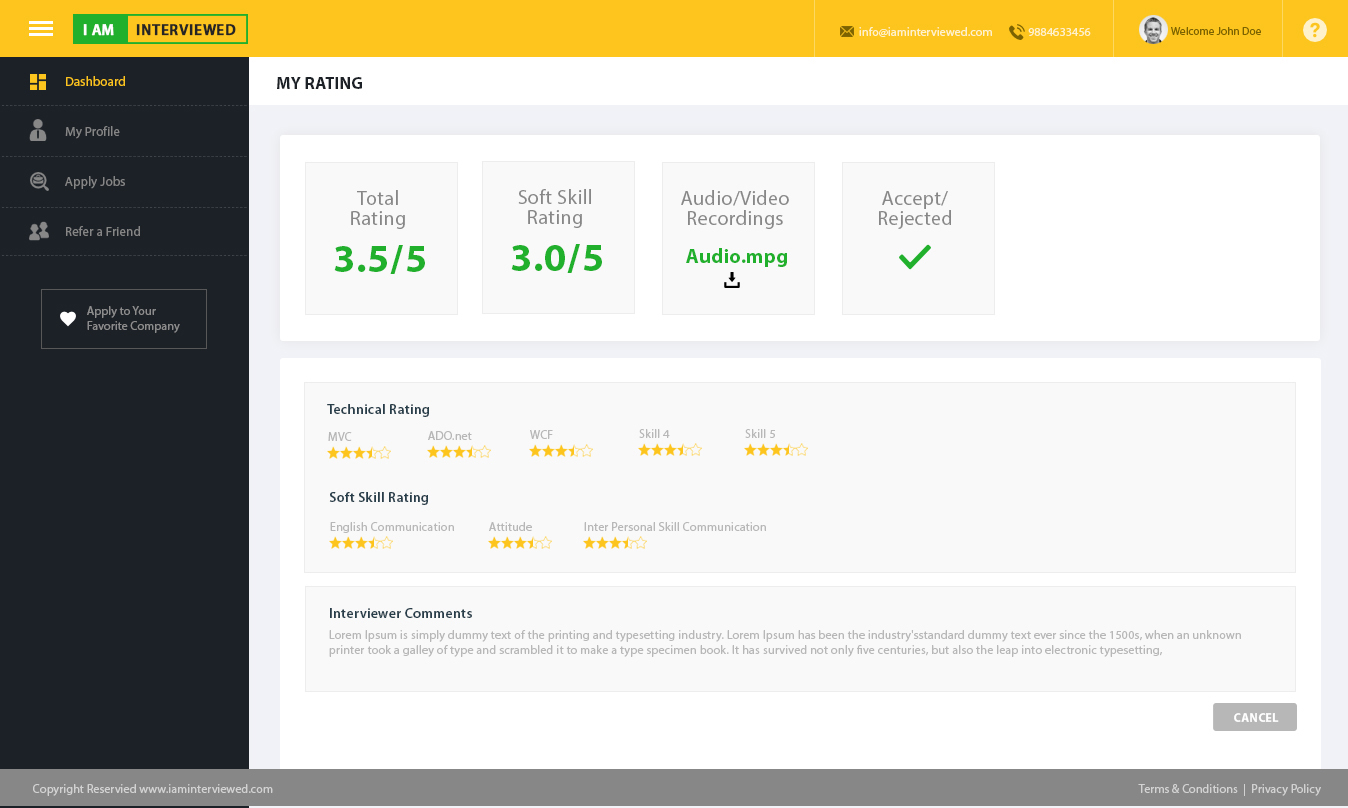 I AM INTERVIEWED
info@iaminterviewed.com
9884633456
Welcome John Doe
?
Dashboard
My Profile
Apply Jobs
Refer a Friend
Apply to Your
Favorite Company
MY RATING
Total
Rating
3.5/5
Soft Skill
Rating
3.0/5
Audio/Video
Recordings
Audio.mpg
Accept/
Rejected
Technical Rating
MVC
ADO.net
WCF
Skill 4
Skill 5
Soft Skill Rating
English Communication
Attitude
Inter Personal Skill Communication
Interviewer Comments
Lorem Ipsum is simply dummy text of the printing and typesetting industry. Lorem Ipsum has been the industry'sstandard dummy text ever since the 1500s, when an unknown
printer took a galley of type and scrambled it to make a type specimen book. It has survived not only five centuries, but also the leap into electronic typesetting,
CANCEL
Copyright Reservied www.iaminterviewed.com
Terms & Conditions | Privacy Policy